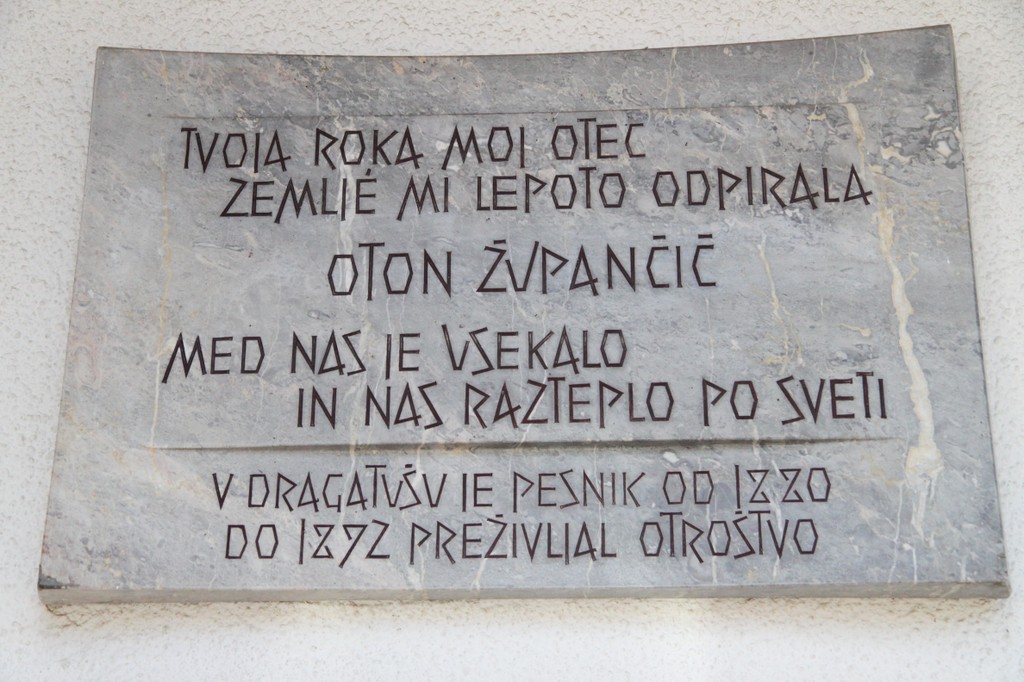 TVOJA ROKA MOJ OTEC
ZEMLJÉ MI LEPOTO ODPIRALA
OTON ŽUPANČIČ
MED NAS JE VSEKALO
IN NAS RAZTEPLO PO SVETI
V DRAGATUŠU JE PESNIK OD 1880
DO 1892 PREŽIVLJAL OTROŠTVO